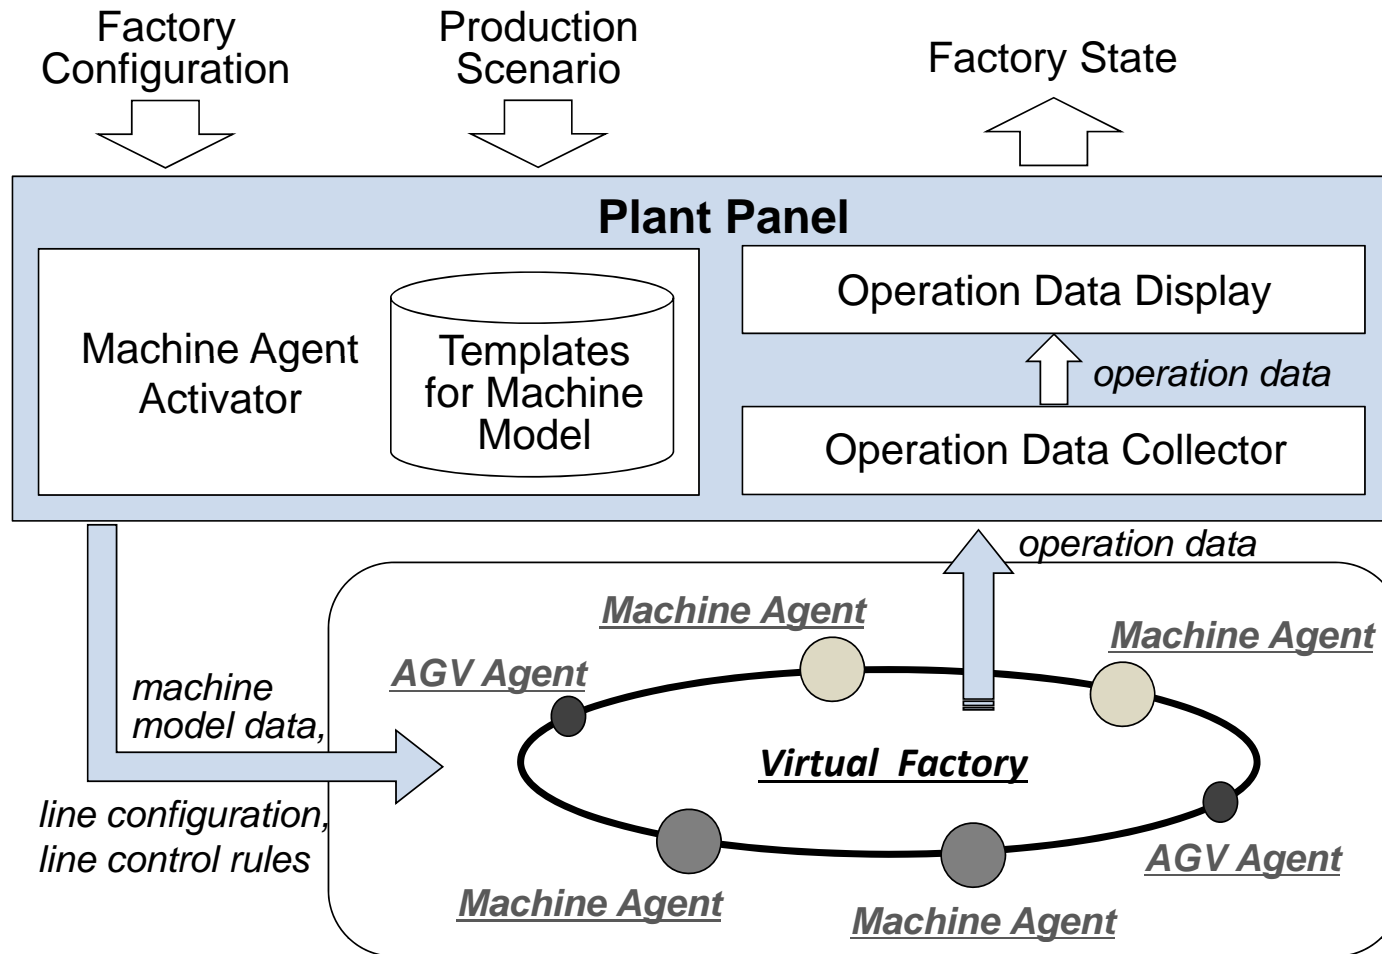 Factory
Configuration
Production
Scenario
Factory State
Plant Panel
Machine Agent
Activator
Templates
for Machine
Model
Operation Data Display
operation data
Operation Data Collector
operation data
Machine Agent
Machine Agent
AGV Agent
machine
model data,
Virtual Factory
line configuration,
line control rules
AGV Agent
Machine Agent
Machine Agent